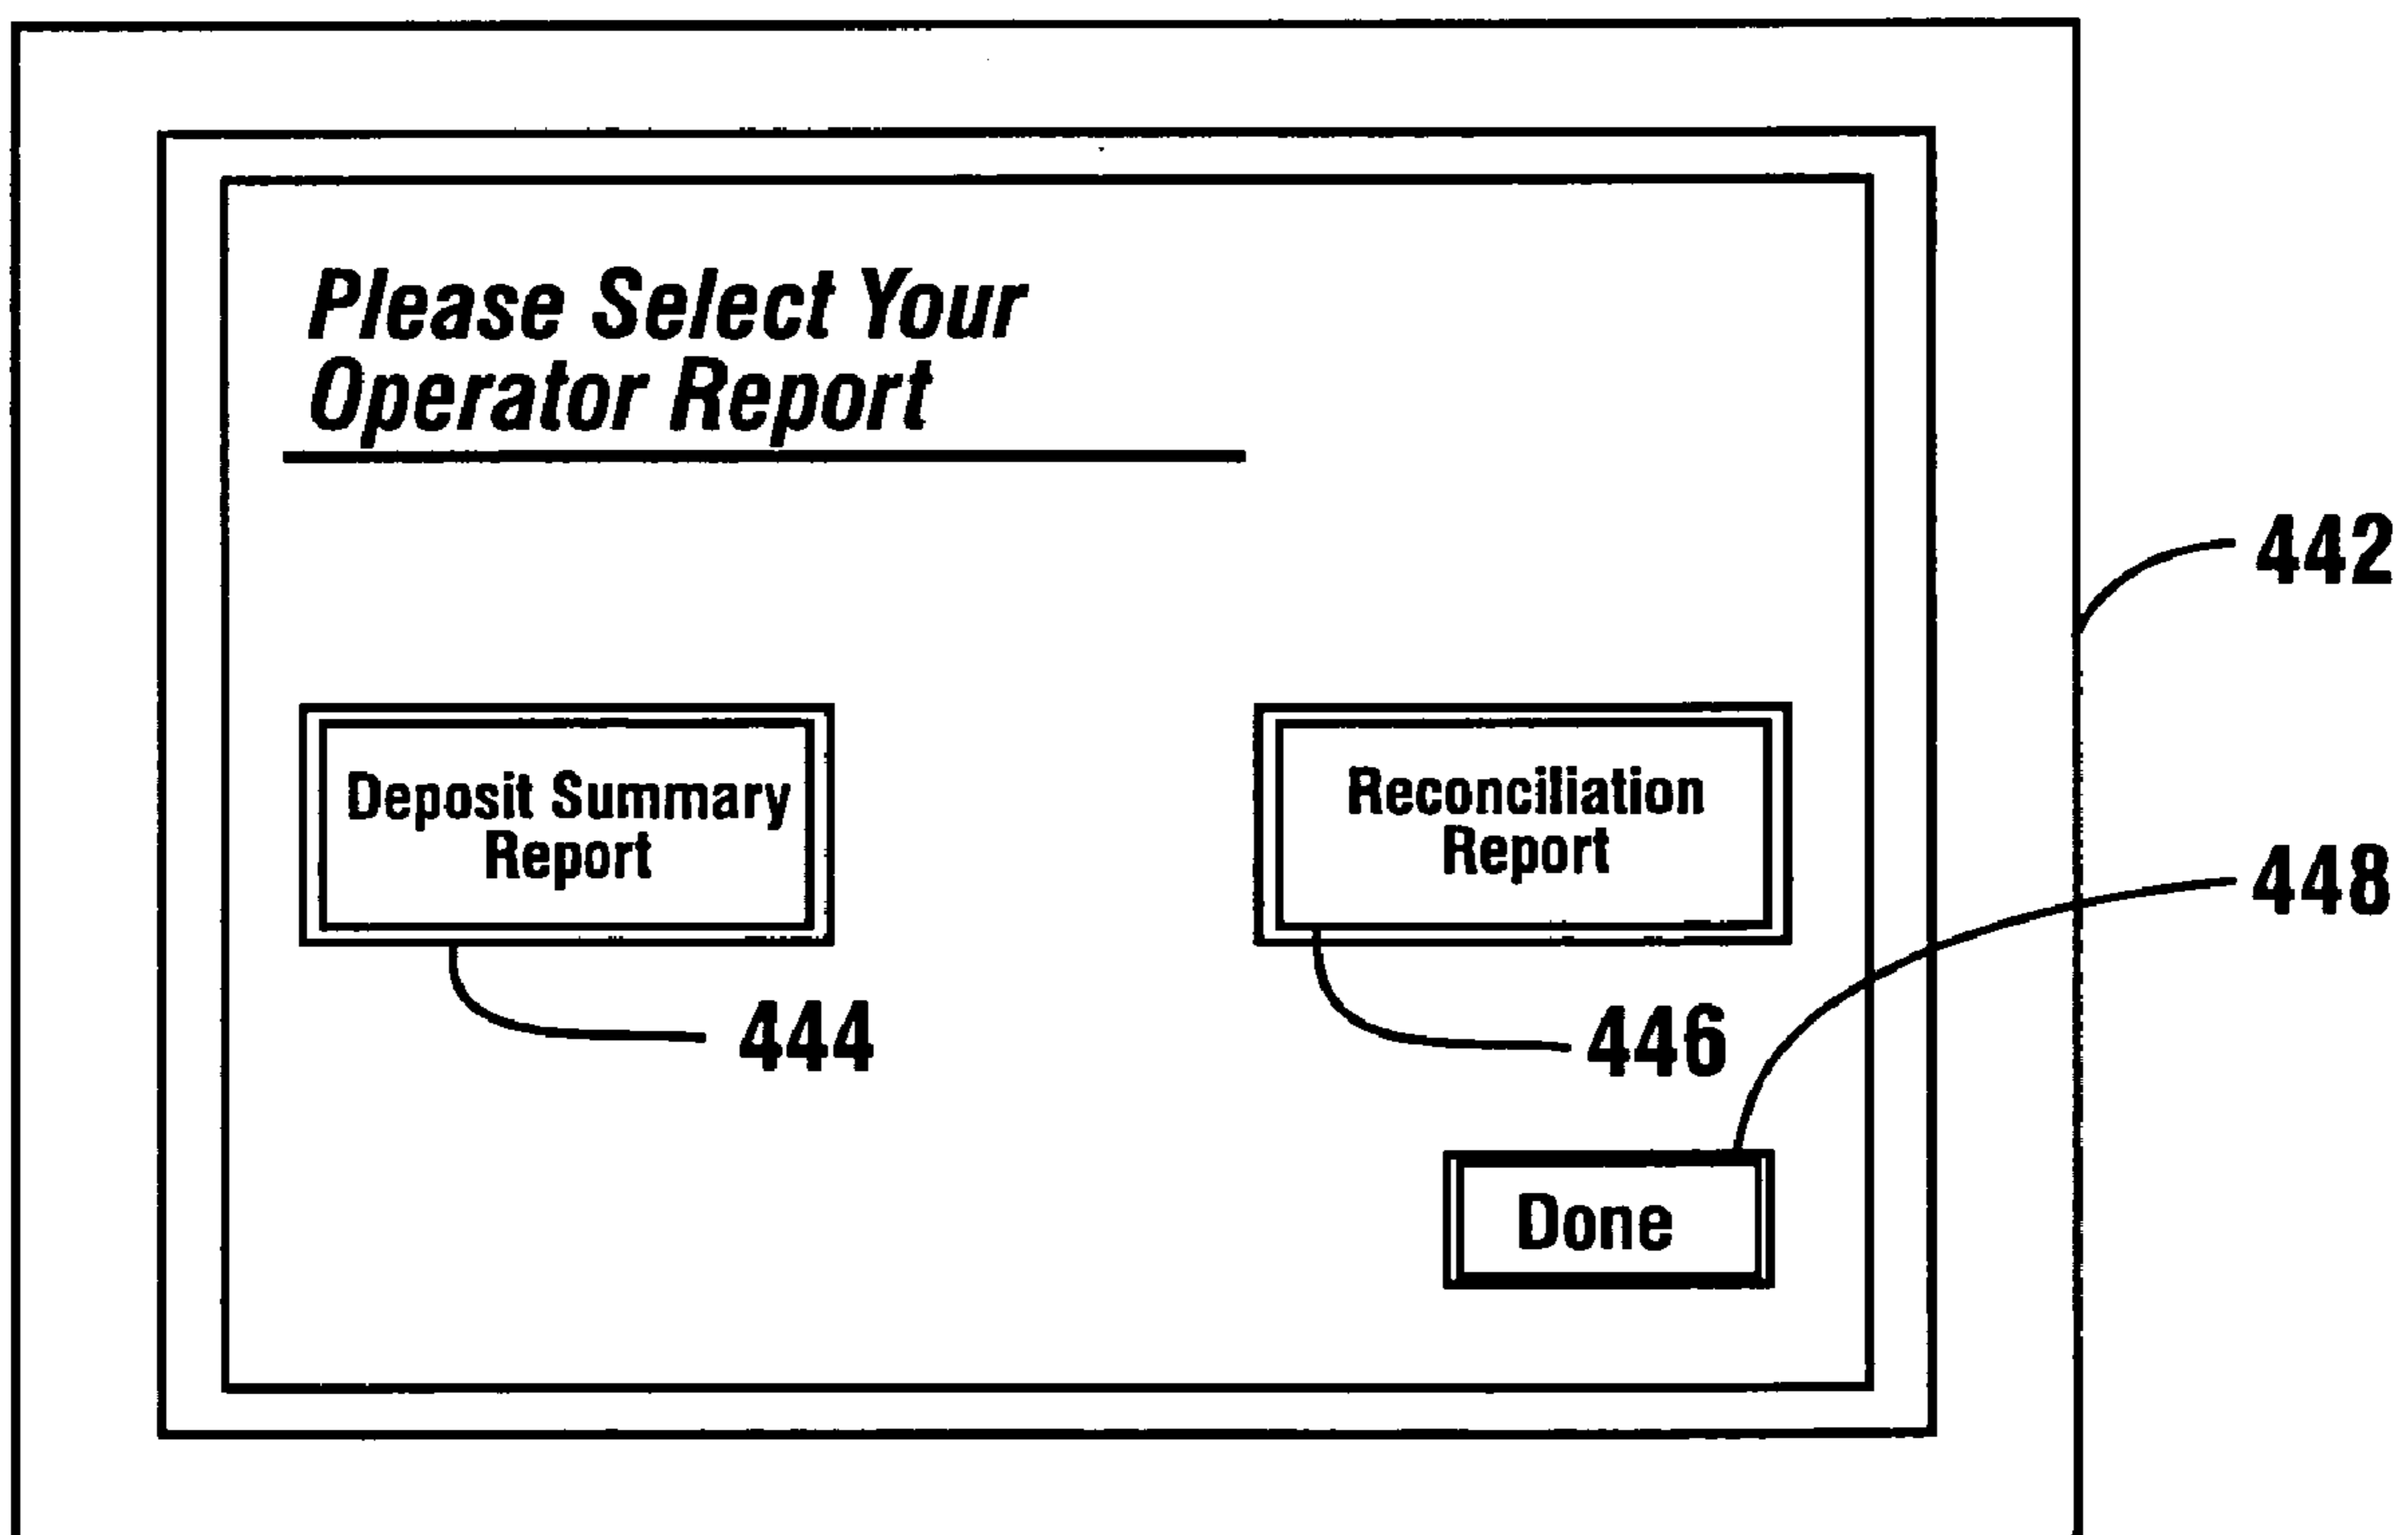 Please Select Your
Operator Report
442
Deposit Summary
Report
Reconciliation
Report
448
444
446
Done